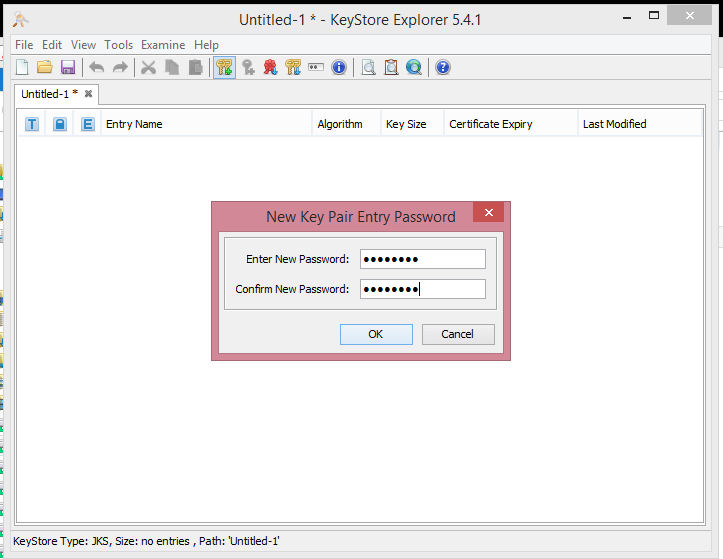 Untitled-1 * - KeyStore Explorer 5.4.1
File Edit View Tools Examine Help
Untitled-1 *
T E Entry Name Algorithm Key Size Certificate Expiry Last Modified
New Key Pair Entry Password
Enter New Password: ●●●●●●●●
Confirm New Password: ●●●●●●●●
OK Cancel
KeyStore Type: JKS, Size: no entries , Path: 'Untitled-1'